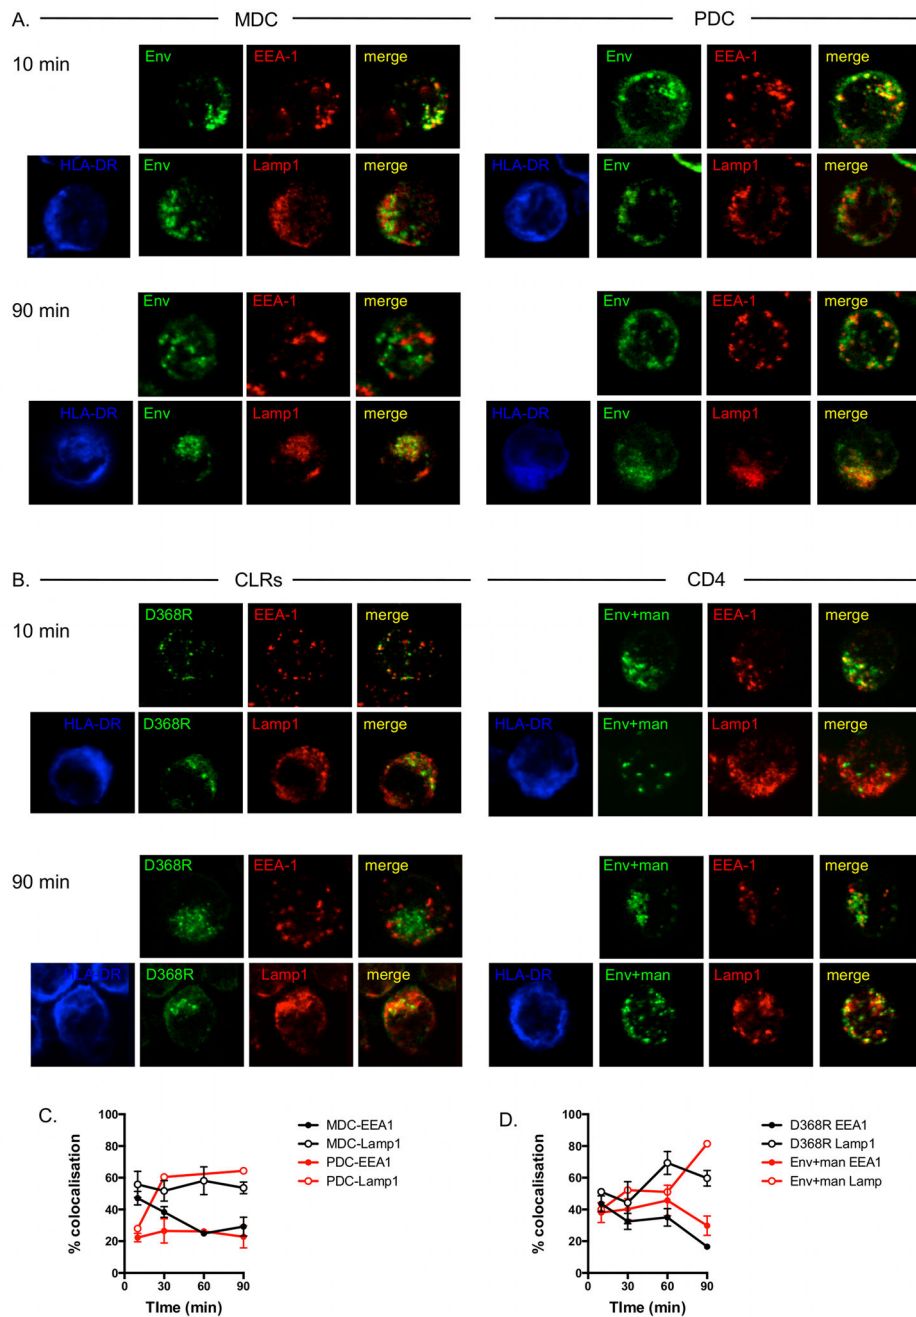 A. MDC PDC
10 min
Env EEA-1 merge Env EEA-1 merge
HLA-DR Env Lamp1 merge HLA-DR Env Lamp1 merge
90 min
Env EEA-1 merge Env EEA-1 merge
HLA-DR Env Lamp1 merge HLA-DR Env Lamp1 merge
B. CLRs CD4
10 min
D368R EEA-1 merge Env+man EEA-1 merge
HLA-DR D368R Lamp1 merge HLA-DR Env+man Lamp1 merge
90 min
D368R EEA-1 merge Env+man EEA-1 merge
HLA-DR D368R Lamp1 merge HLA-DR Env+man Lamp1 merge
C.
% colocalisation
100
80
60
40
20
0
0 30 60 90
TIme (min)
MDC-EEA1
MDC-Lamp1
PDC-EEA1
PDC-Lamp1
D.
% colocalisation
100
80
60
40
20
0
0 30 60 90
TIme (min)
D368R EEA1
D368R Lamp1
Env+man EEA1
Env+man Lamp